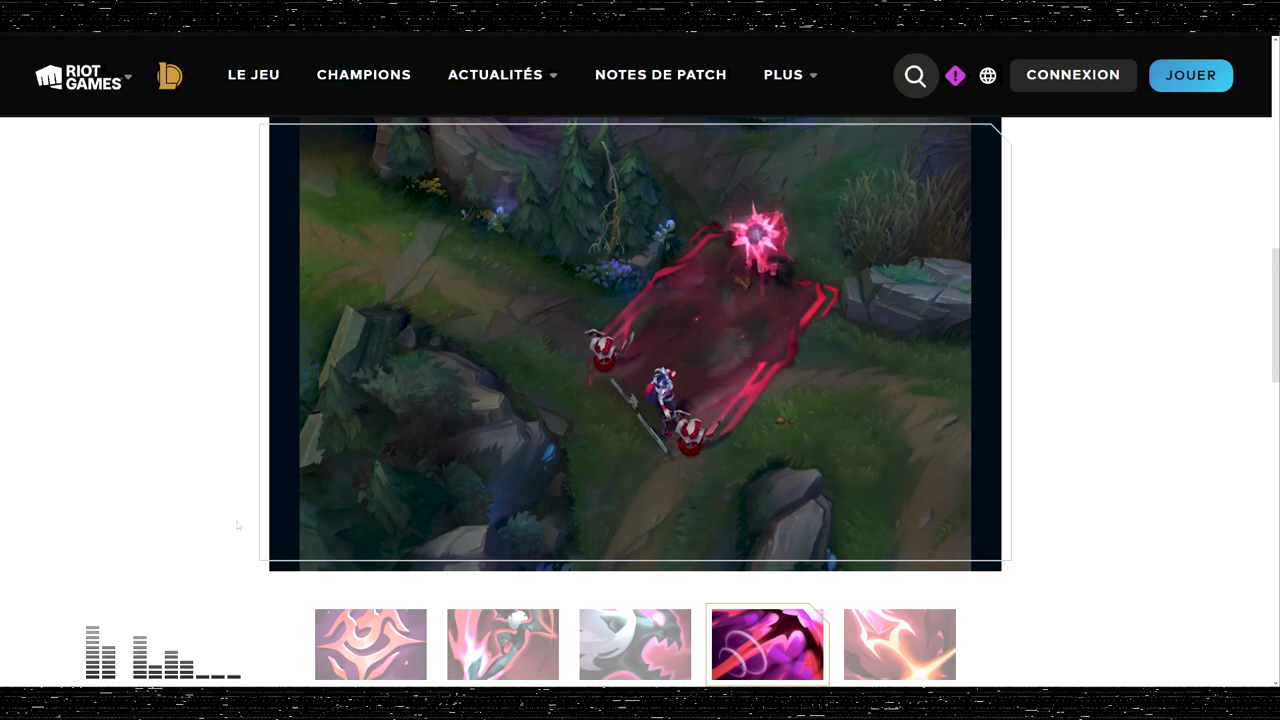 RIOT GAMES
LE JEU
CHAMPIONS
ACTUALITÉS
NOTES DE PATCH
PLUS
CONNEXION
JOUER